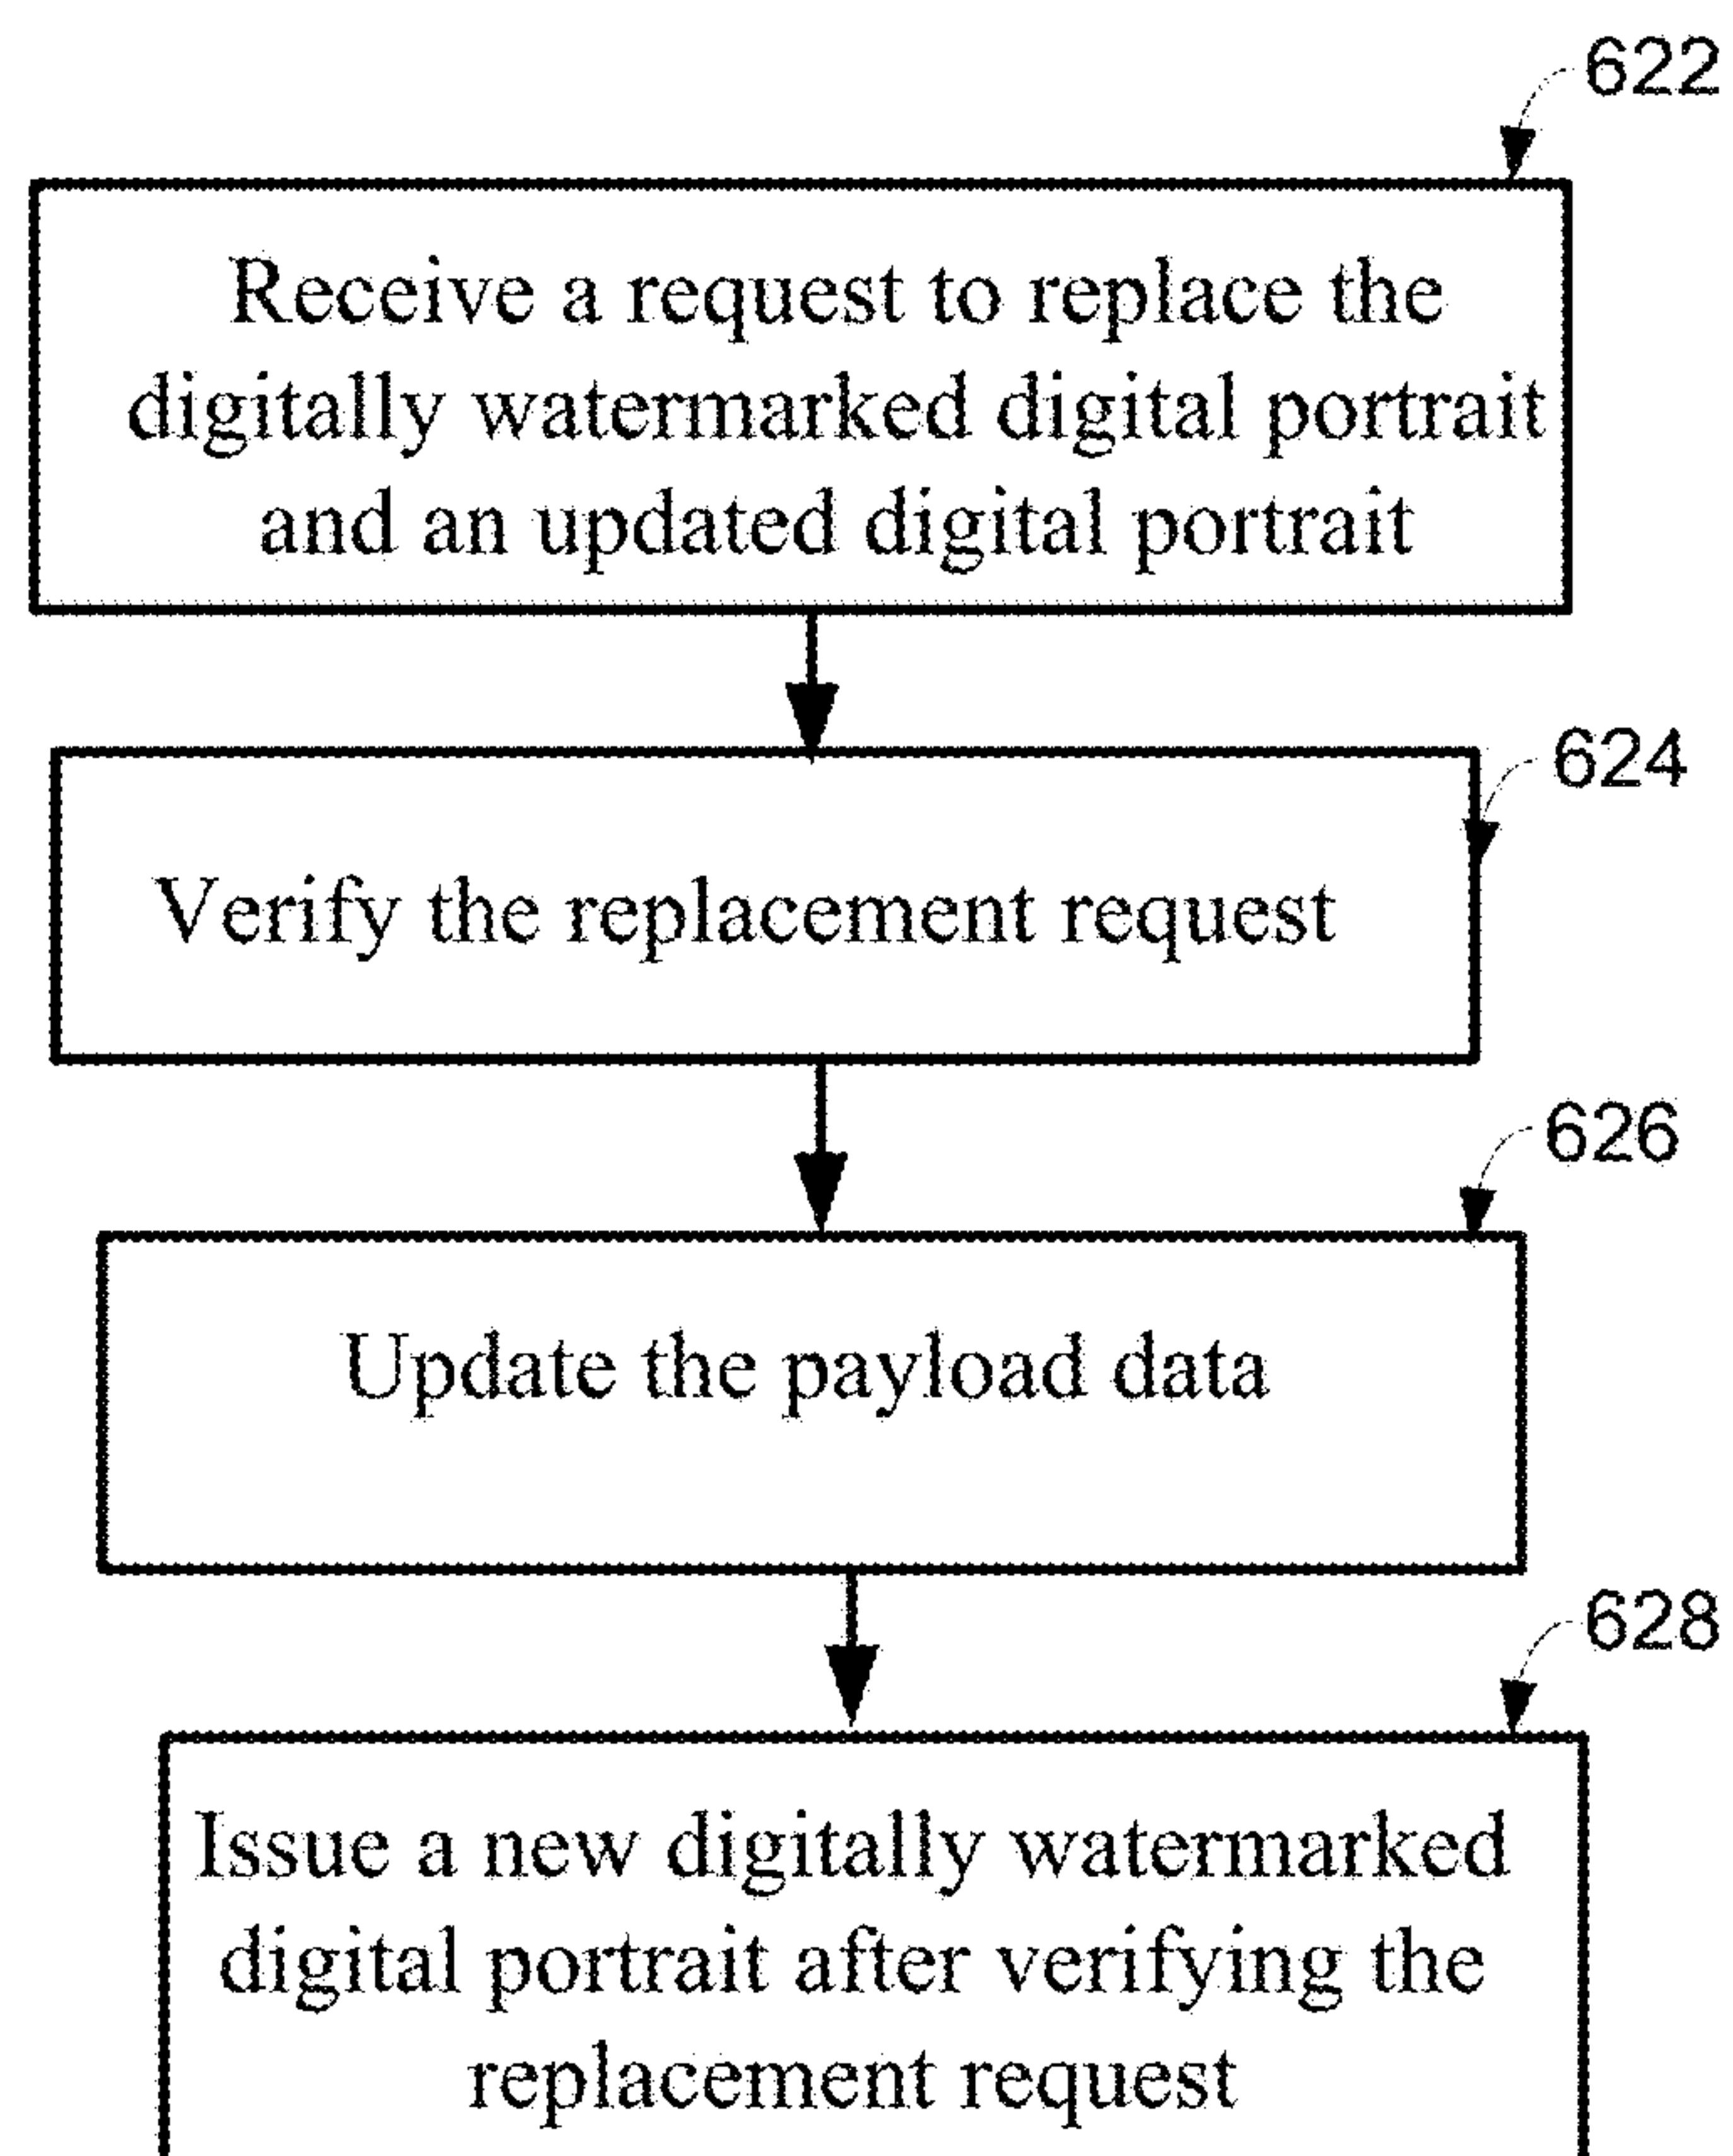 622
Receive a request to replace the
digitally watermarked digital portrait
and an updated digital portrait
624
Verify the replacement request
626
Update the payload data
628
Issue a new digitally watermarked
digital portrait after verifying the
replacement request